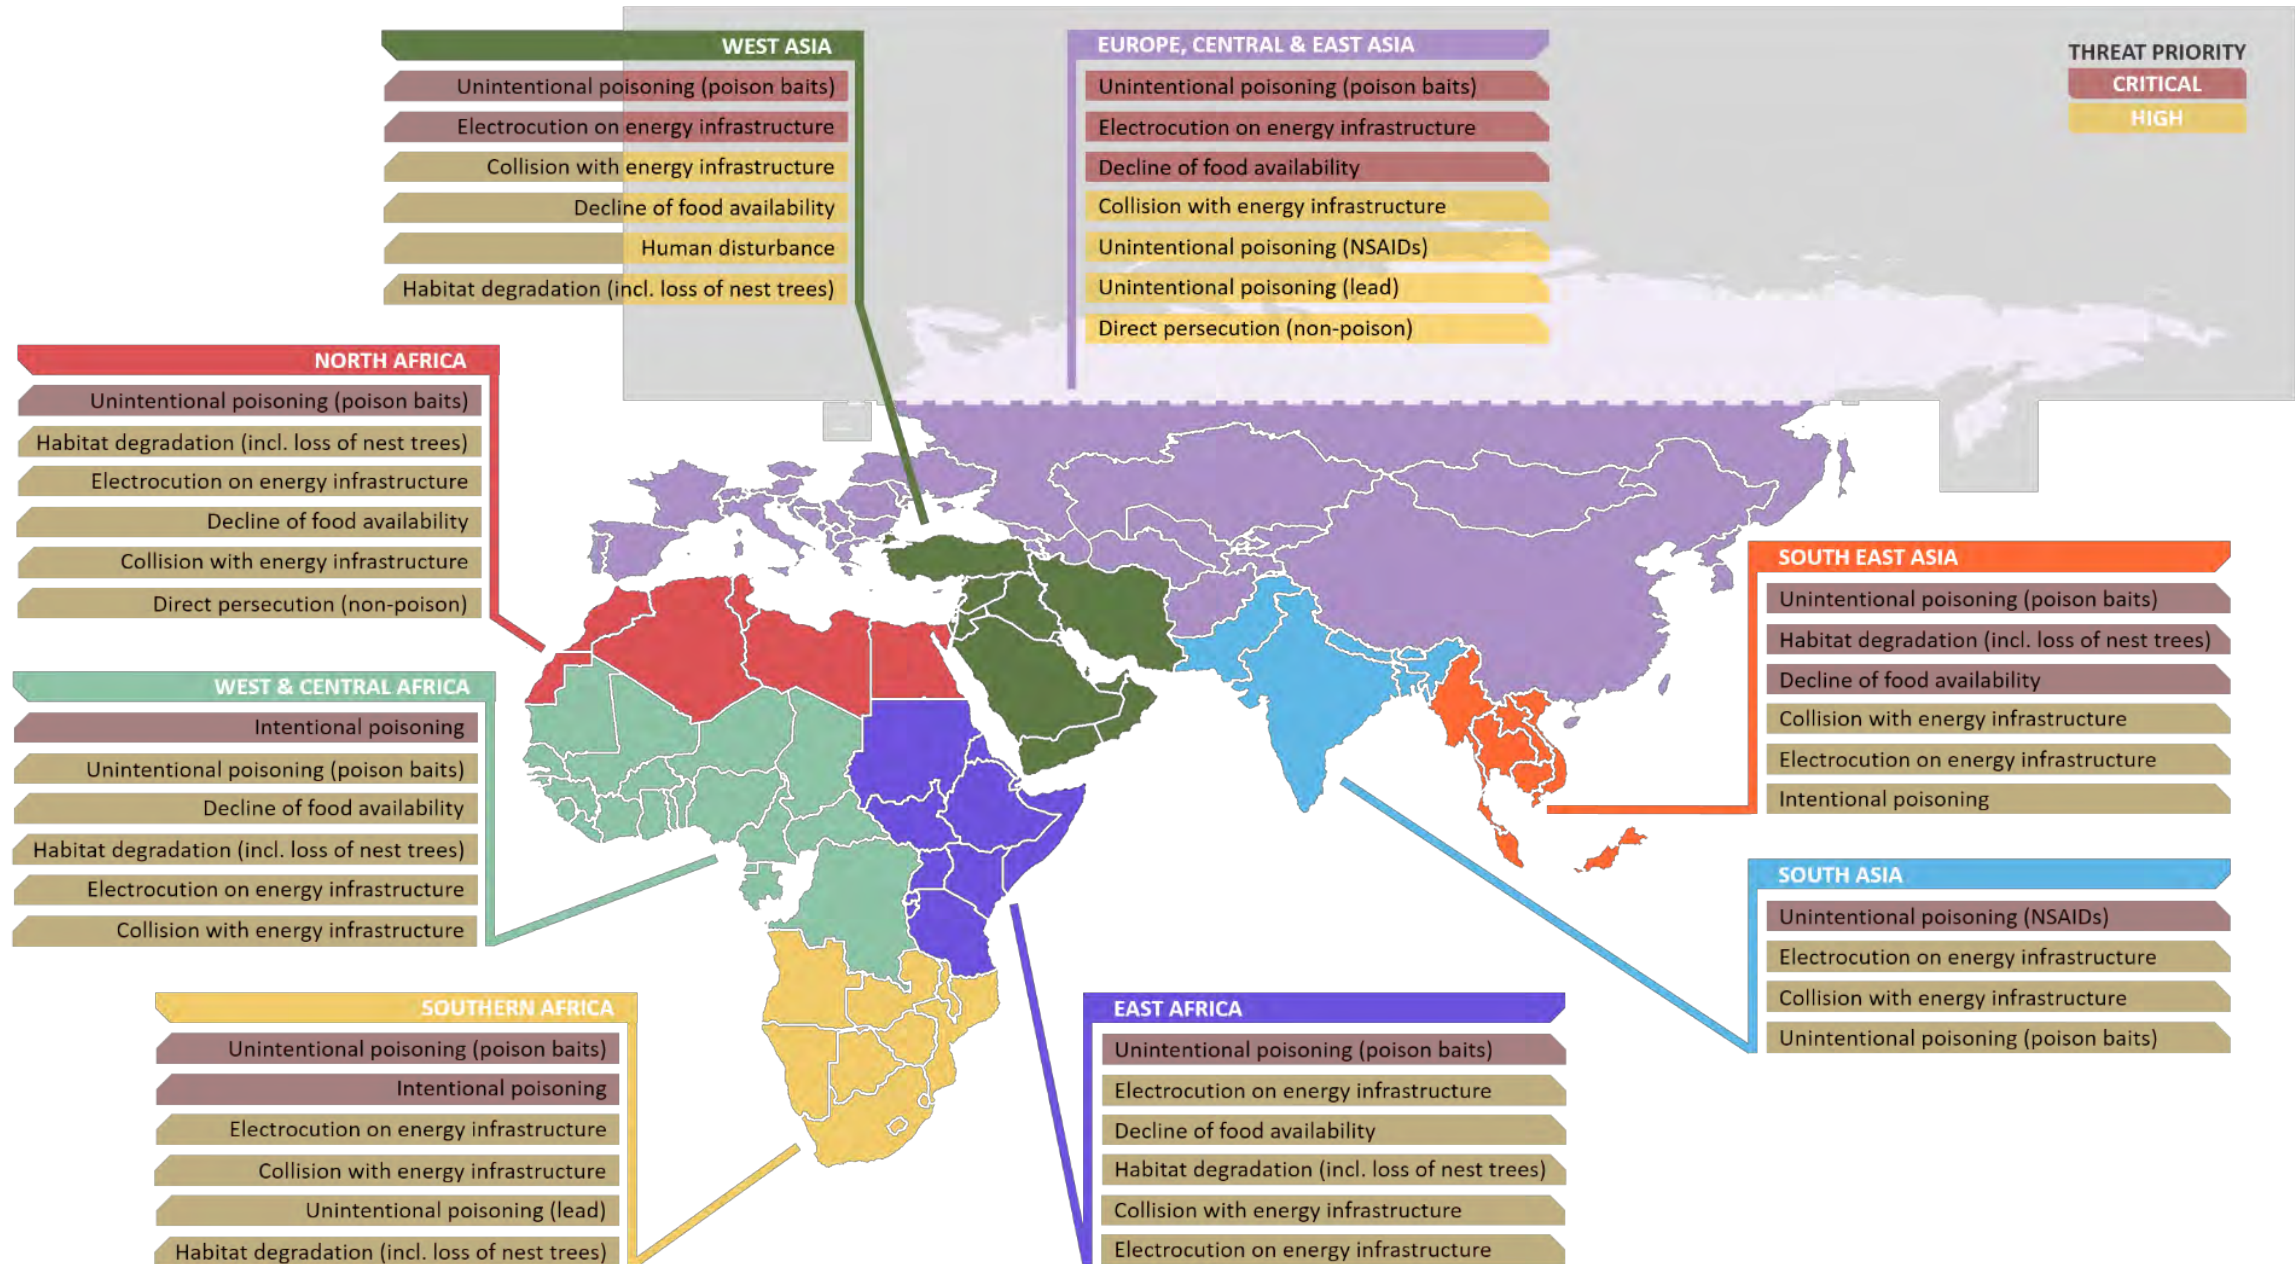 WEST ASIA
Unintentional poisoning (poison baits)
Electrocution on energy infrastructure
Collision with energy infrastructure
Decline of food availability
Human disturbance
Habitat degradation (incl. loss of nest trees)
EUROPE, CENTRAL & EAST ASIA
Unintentional poisoning (poison baits)
Electrocution on energy infrastructure
Decline of food availability
Collision with energy infrastructure
Unintentional poisoning (NSAIDs)
Unintentional poisoning (lead)
Direct persecution (non-poison)
THREAT PRIORITY
CRITICAL
HIGH
NORTH AFRICA
Unintentional poisoning (poison baits)
Habitat degradation (incl. loss of nest trees)
Electrocution on energy infrastructure
Decline of food availability
Collision with energy infrastructure
Direct persecution (non-poison)
WEST & CENTRAL AFRICA
Intentional poisoning
Unintentional poisoning (poison baits)
Decline of food availability
Habitat degradation (incl. loss of nest trees)
Electrocution on energy infrastructure
Collision with energy infrastructure
SOUTH EAST ASIA
Unintentional poisoning (poison baits)
Habitat degradation (incl. loss of nest trees)
Decline of food availability
Collision with energy infrastructure
Electrocution on energy infrastructure
Intentional poisoning
SOUTH ASIA
Unintentional poisoning (NSAIDs)
Electrocution on energy infrastructure
Collision with energy infrastructure
Unintentional poisoning (poison baits)
SOUTHERN AFRICA
Unintentional poisoning (poison baits)
Intentional poisoning
Electrocution on energy infrastructure
Collision with energy infrastructure
Unintentional poisoning (lead)
Habitat degradation (incl. loss of nest trees)
EAST AFRICA
Unintentional poisoning (poison baits)
Electrocution on energy infrastructure
Decline of food availability
Habitat degradation (incl. loss of nest trees)
Collision with energy infrastructure
Electrocution on energy infrastructure